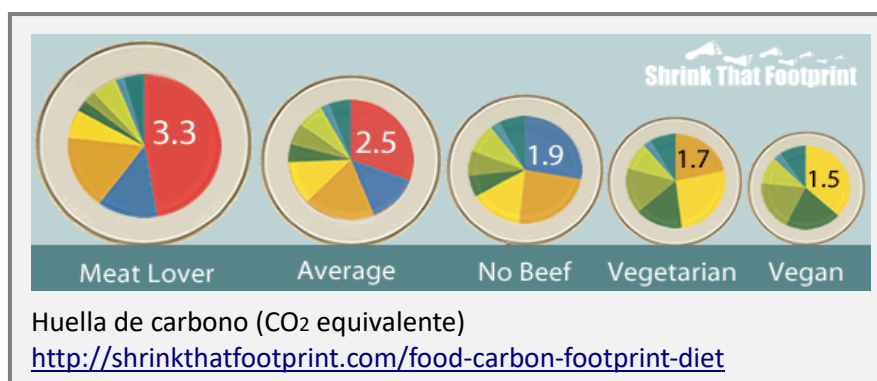 Shrink That Footprint
3.3
2.5
1.9
1.7
1.5
Meat Lover
Average
No Beef
Vegetarian
Vegan
Huella de carbono (CO2 equivalente)
http://shrinkthatfootprint.com/food-carbon-footprint-diet